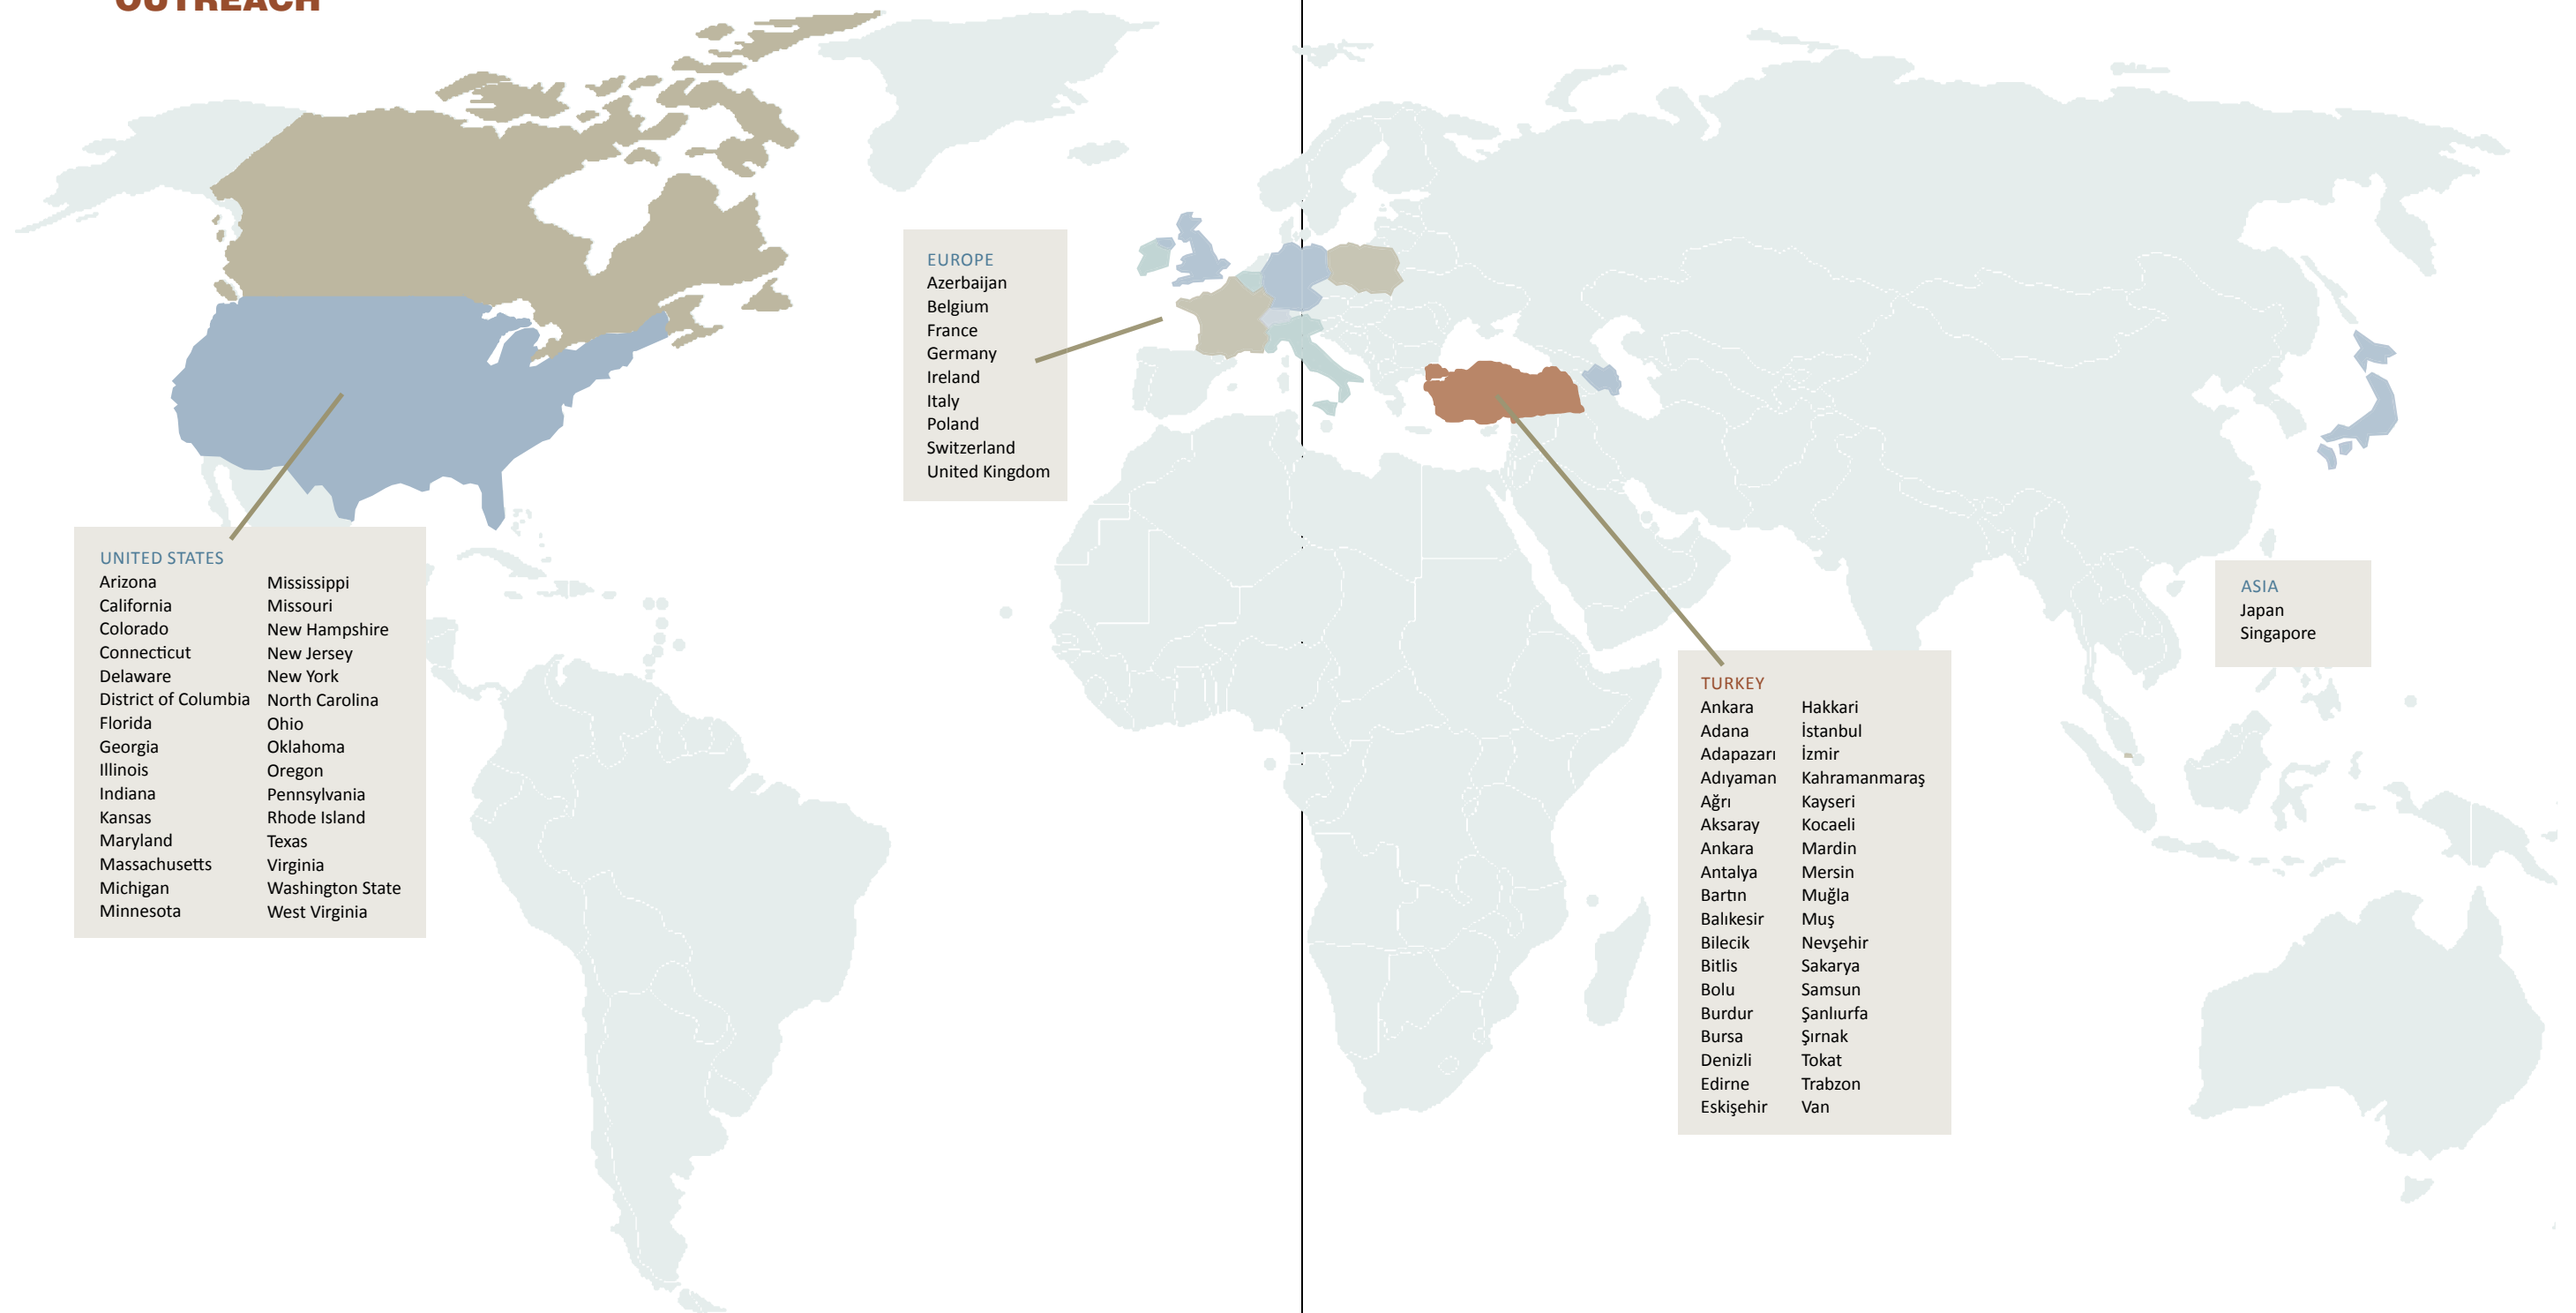 OUTREACH
EUROPE
Azerbaijan
Belgium
France
Germany
Ireland
Italy
Poland
Switzerland
United Kingdom
UNITED STATES
Arizona
California
Colorado
Connecticut
Delaware
District of Columbia
Florida
Georgia
Illinois
Indiana
Kansas
Maryland
Massachusetts
Michigan
Minnesota
Mississippi
Missouri
New Hampshire
New Jersey
New York
North Carolina
Ohio
Oklahoma
Oregon
Pennsylvania
Rhode Island
Texas
Virginia
Washington State
West Virginia
ASIA
Japan
Singapore
TURKEY
Ankara
Adana
Adapazarı
Adıyaman
Ağrı
Aksaray
Ankara
Antalya
Bartın
Balıkesir
Bilecik
Bitlis
Bolu
Burdur
Bursa
Denizli
Edirne
Eskişehir
Hakkari
İstanbul
İzmir
Kahramanmaraş
Kayseri
Kocaeli
Mardin
Mersin
Muğla
Muş
Nevşehir
Sakarya
Samsun
Şanlıurfa
Şırnak
Tokat
Trabzon
Van